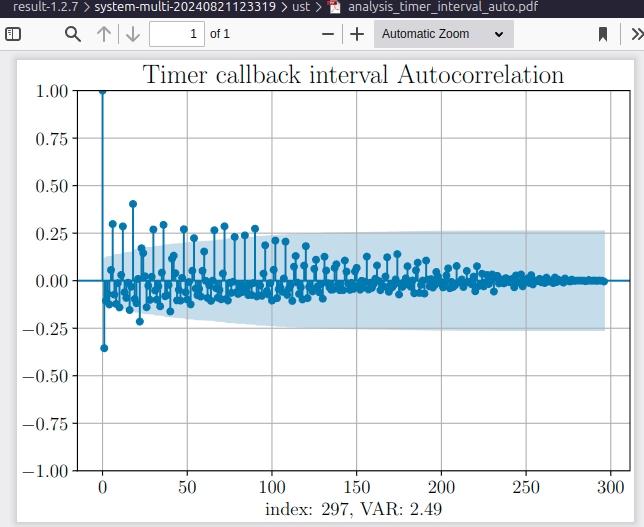 result-1.2.7 > system-multi-20240821123319 > ust > analysis_timer_interval_auto.pdf
1 of 1 Automatic Zoom
Timer callback interval Autocorrelation
1.00
0.75
0.50
0.25
0.00
−0.25
−0.50
−0.75
−1.00
0 50 100 150 200 250 300
index: 297, VAR: 2.49